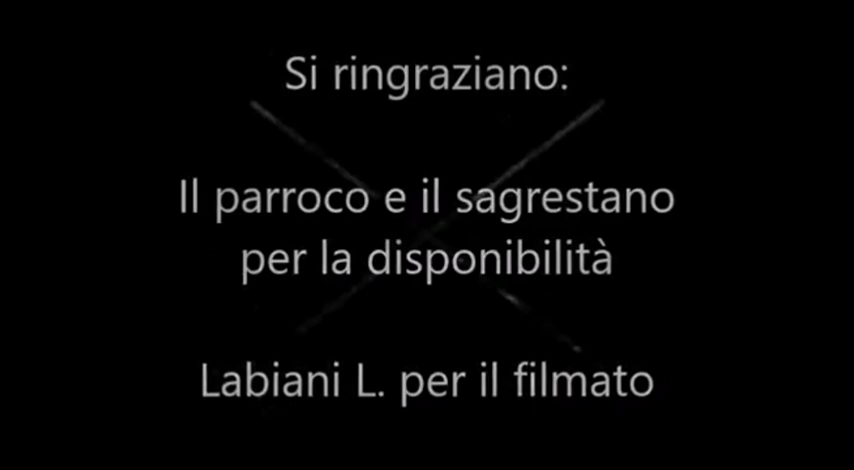 Si ringraziano:
Il parroco e il sagrestano
per la disponibilità
Labiani L. per il filmato